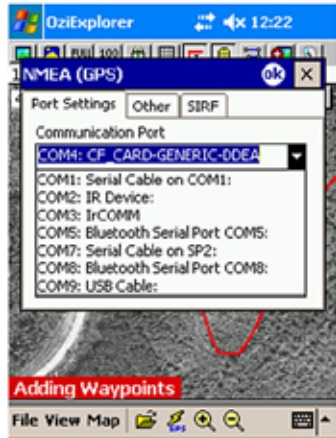 OziExplorer 12:22
NMEA (GPS) ok
Port Settings Other SIRF
Communication Port
COM4: CF_CARD-GENERIC-DDEA
COM1: Serial Cable on COM1:
COM2: IR Device:
COM3: IrCOMM
COM5: Bluetooth Serial Port COM5:
COM7: Serial Cable on SP2:
COM8: Bluetooth Serial Port COM8:
COM9: USB Cable:
Adding Waypoints
File View Map GPS